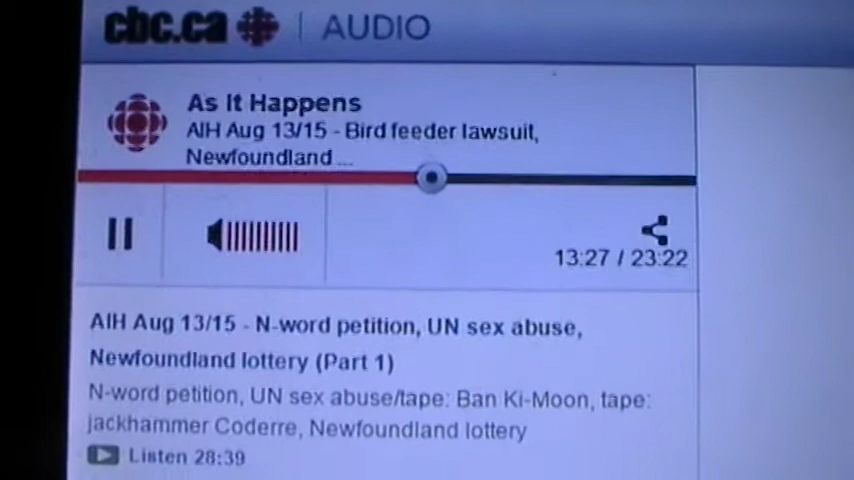 cbc.ca | AUDIO
As It Happens
AIH Aug 13/15 - Bird feeder lawsuit,
Newfoundland ...
13:27 / 23:22
AIH Aug 13/15 - N-word petition, UN sex abuse,
Newfoundland lottery (Part 1)
N-word petition, UN sex abuse/tape: Ban Ki-Moon, tape:
jackhammer Coderre, Newfoundland lottery
Listen 28:39